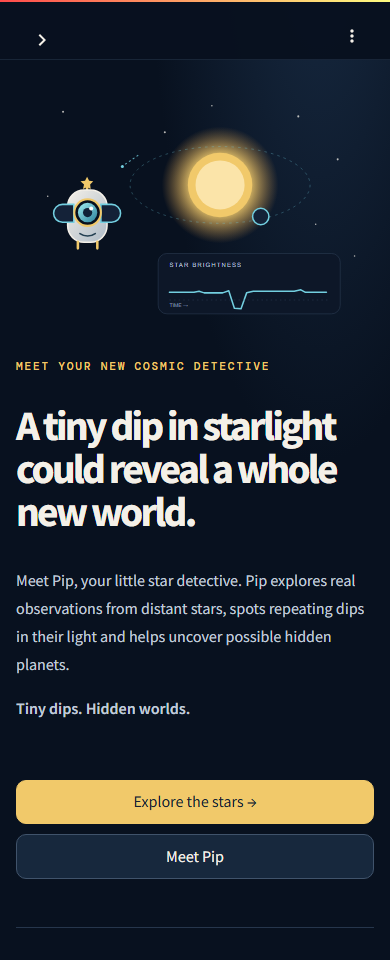 STAR BRIGHTNESS
TIME →
MEET YOUR NEW COSMIC DETECTIVE
A tiny dip in starlight
could reveal a whole
new world.
Meet Pip, your little star detective. Pip explores real
observations from distant stars, spots repeating dips
in their light and helps uncover possible hidden
planets.
Tiny dips. Hidden worlds.
Explore the stars →
Meet Pip